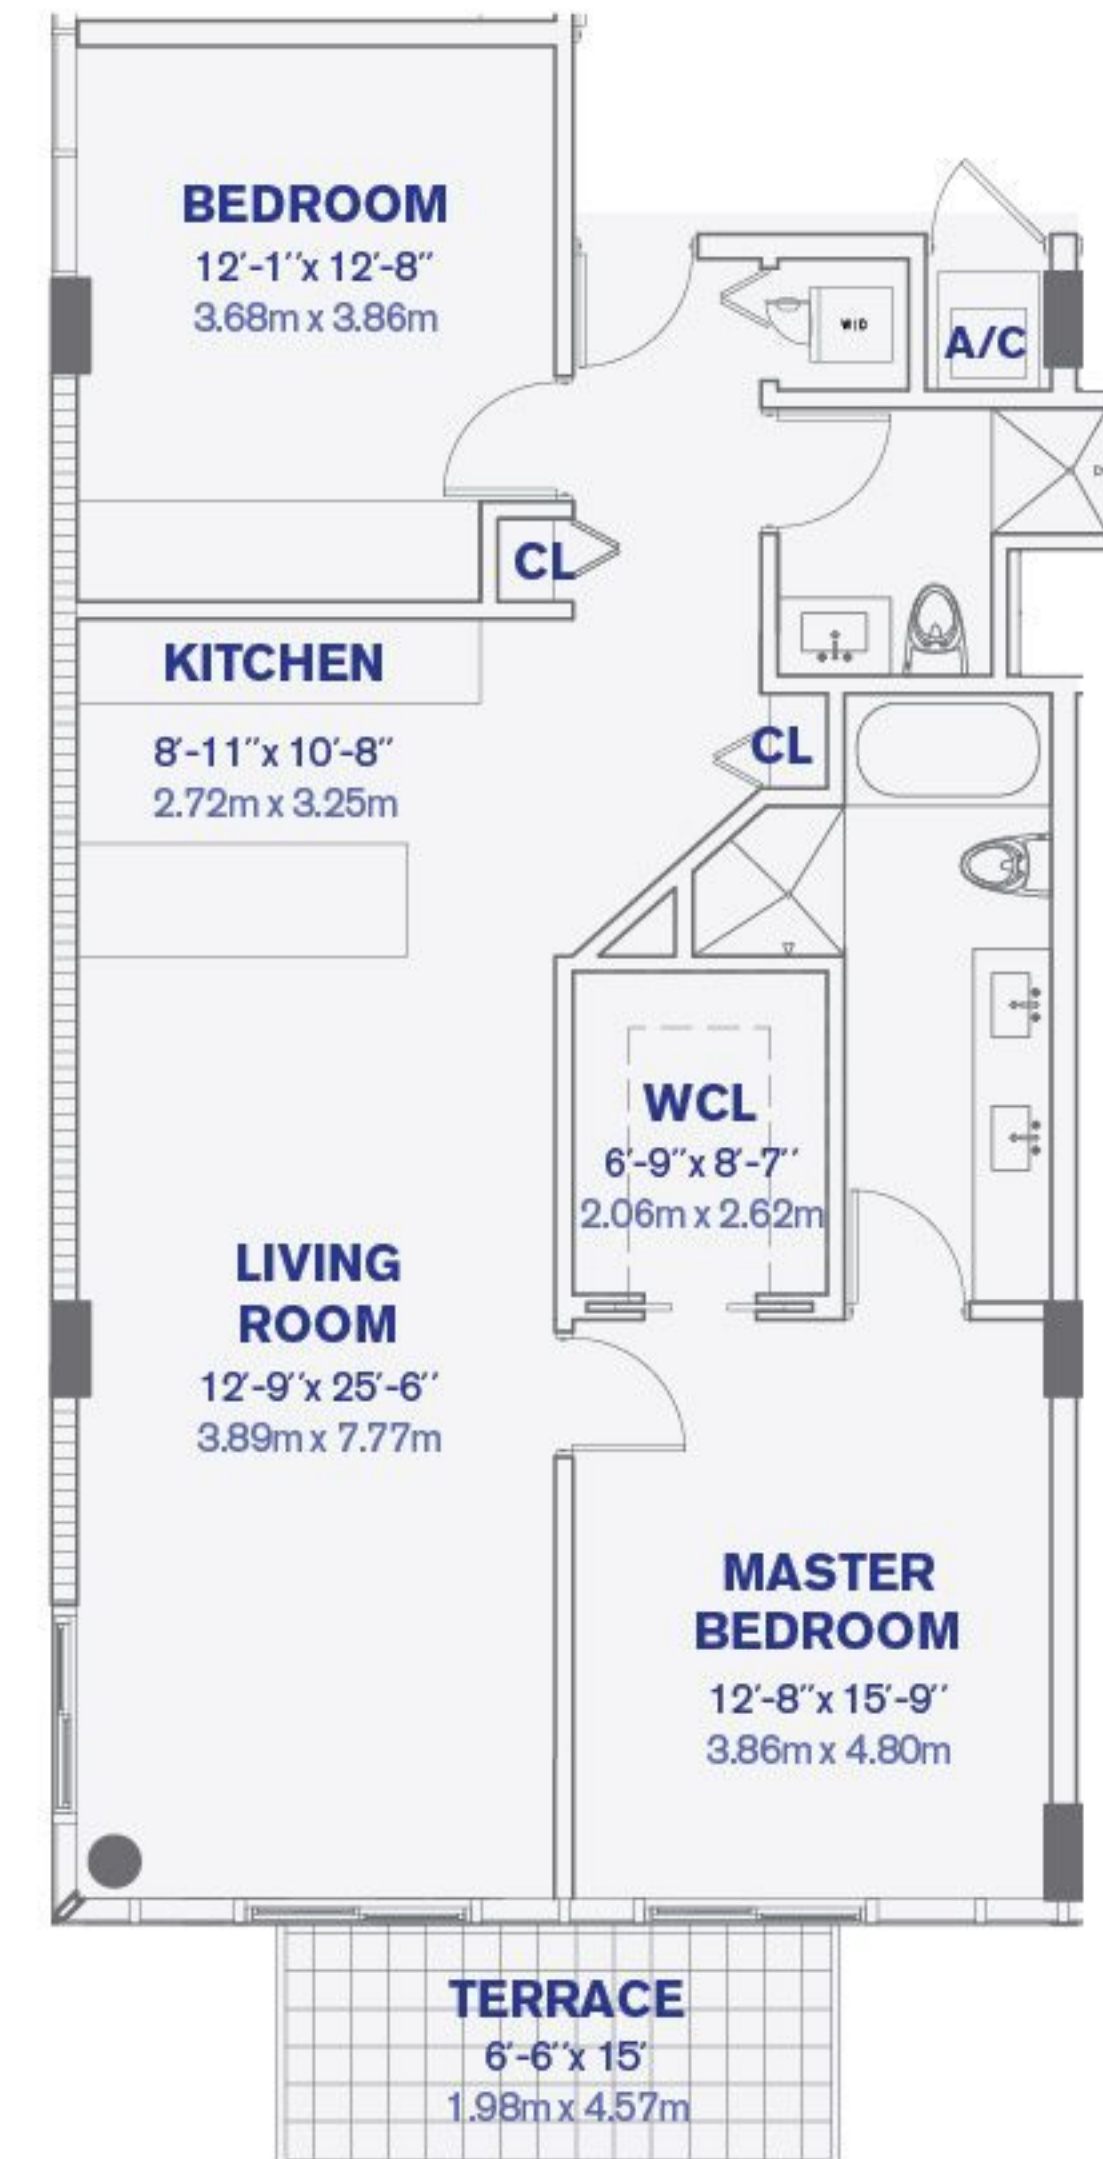 BEDROOM
12'-1''x 12'-8''
3.68m x 3.86m
W/D
A/C
D
CL
KITCHEN
8'-11''x 10'-8''
2.72m x 3.25m
CL
WCL
6'-9''x 8'-7''
2.06m x 2.62m
LIVING
ROOM
12'-9''x 25'-6''
3.89m x 7.77m
MASTER
BEDROOM
12'-8''x 15'-9''
3.86m x 4.80m
TERRACE
6'-6''x 15'
1.98m x 4.57m